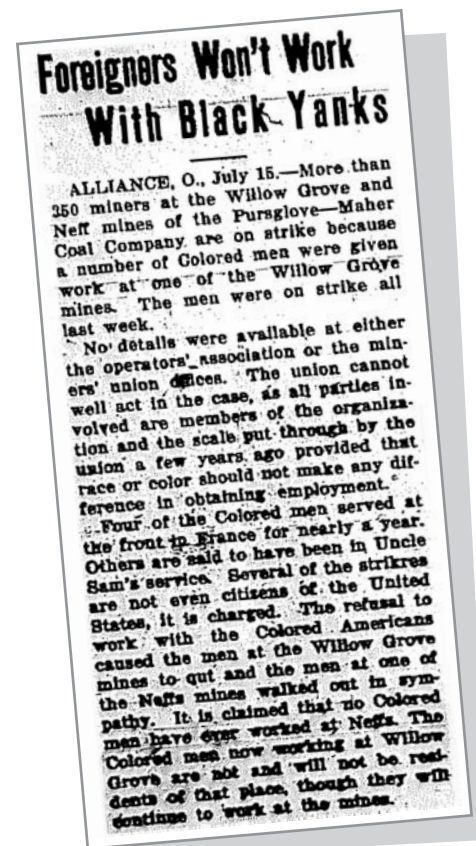 Foreigners Won't Work
With Black Yanks
ALLIANCE, O., July 15.—More than
350 miners at the Willow Grove and
Neff mines of the Pursglove—Maher
Coal Company are on strike because
a number of Colored men were given
work at one of the Willow Grove
mines. The men were on strike all
last week.
No details were available at either
the operators' association or the min-
ers' union offices. The union cannot
well act in the case, as all parties in-
volved are members of the organiza-
tion and the scale put through by the
union a few years ago provided that
race or color should not make any dif-
ference in obtaining employment.
Four of the Colored men served at
the front in France for nearly a year.
Others are said to have been in Uncle
Sam's service. Several of the strikres
are not even citizens of the United
States, it is charged. The refusal to
work with the Colored Americans
caused the men at the Willow Grove
mines to qut and the men at one of
the Neffs mines walked out in sym-
pathy. It is claimed that no Colored
men have ever worked at Neffs. The
Colored men now working at Willow
Grove are not and will not be resi-
dents of that place, though they will
continue to work at the mines.